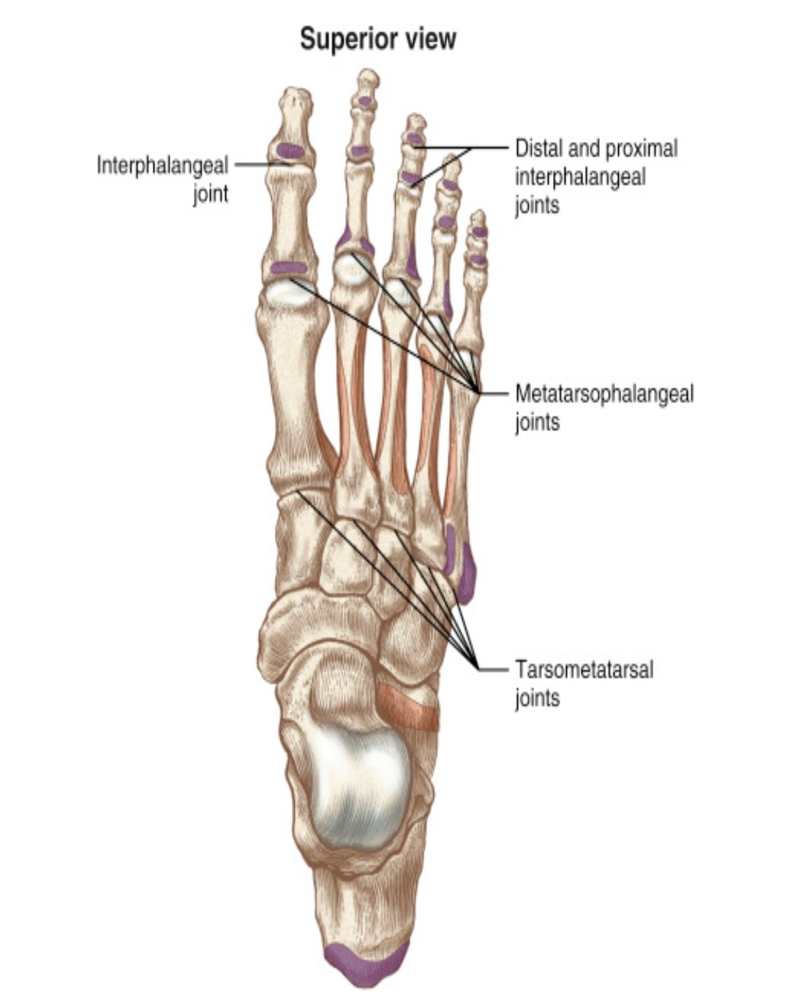 Superior view
Interphalangeal
joint
Distal and proximal
interphalangeal
joints
Metatarsophalangeal
joints
Tarsometatarsal
joints